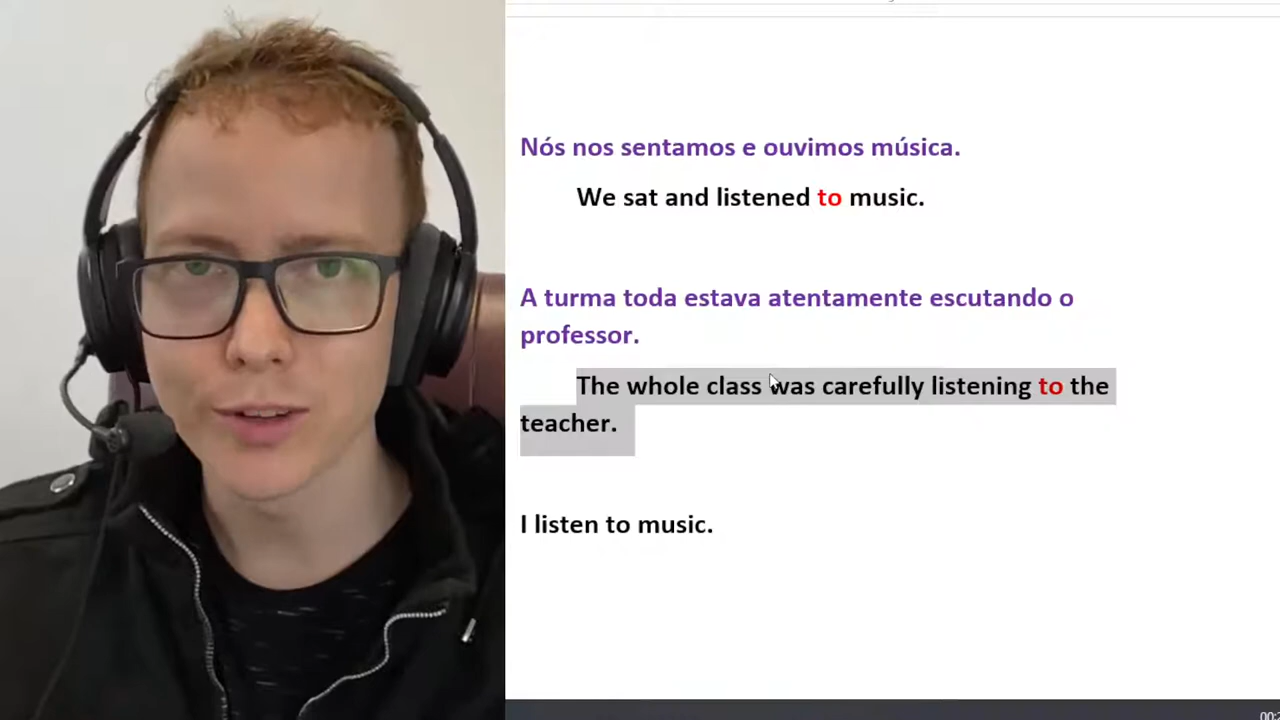 Nós nos sentamos e ouvimos música.
We sat and listened to music.
A turma toda estava atentamente escutando o
professor.
The whole class was carefully listening to the
teacher.
I listen to music.